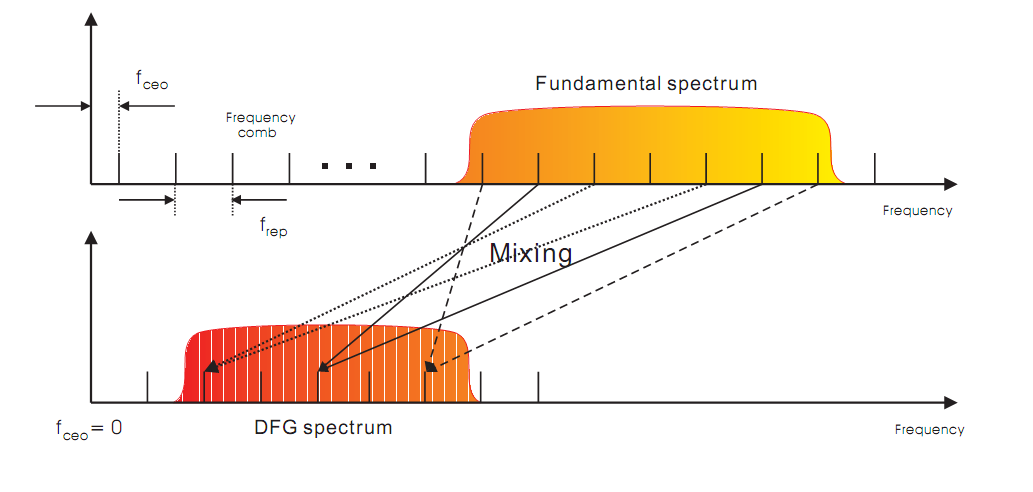 fceo
Fundamental spectrum
Frequency
comb
frep
Frequency
Mixing
fceo= 0
DFG spectrum
Frequency